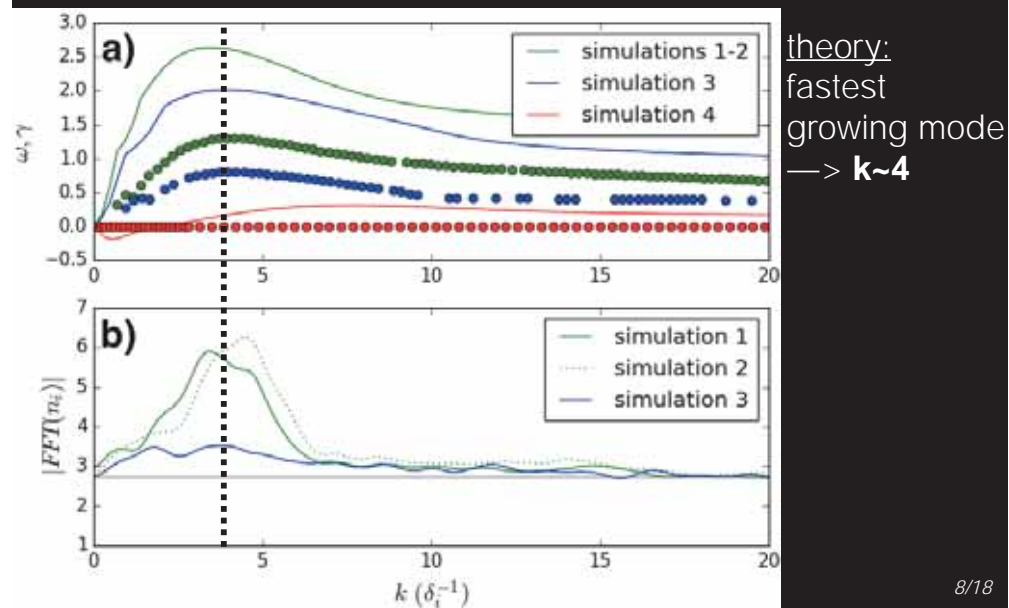 3.0
a)
2.5
2.0
1.5
1.0
0.5
0.0
−0.5
ω, γ
simulations 1-2
simulation 3
simulation 4
0 5 10 15 20
theory:
fastest
growing mode
—> k~4
7
b)
6
5
4
3
2
1
|FFT(n_i)|
simulation 1
simulation 2
simulation 3
0 5 10 15 20
k (δ_i^{-1})
8/18